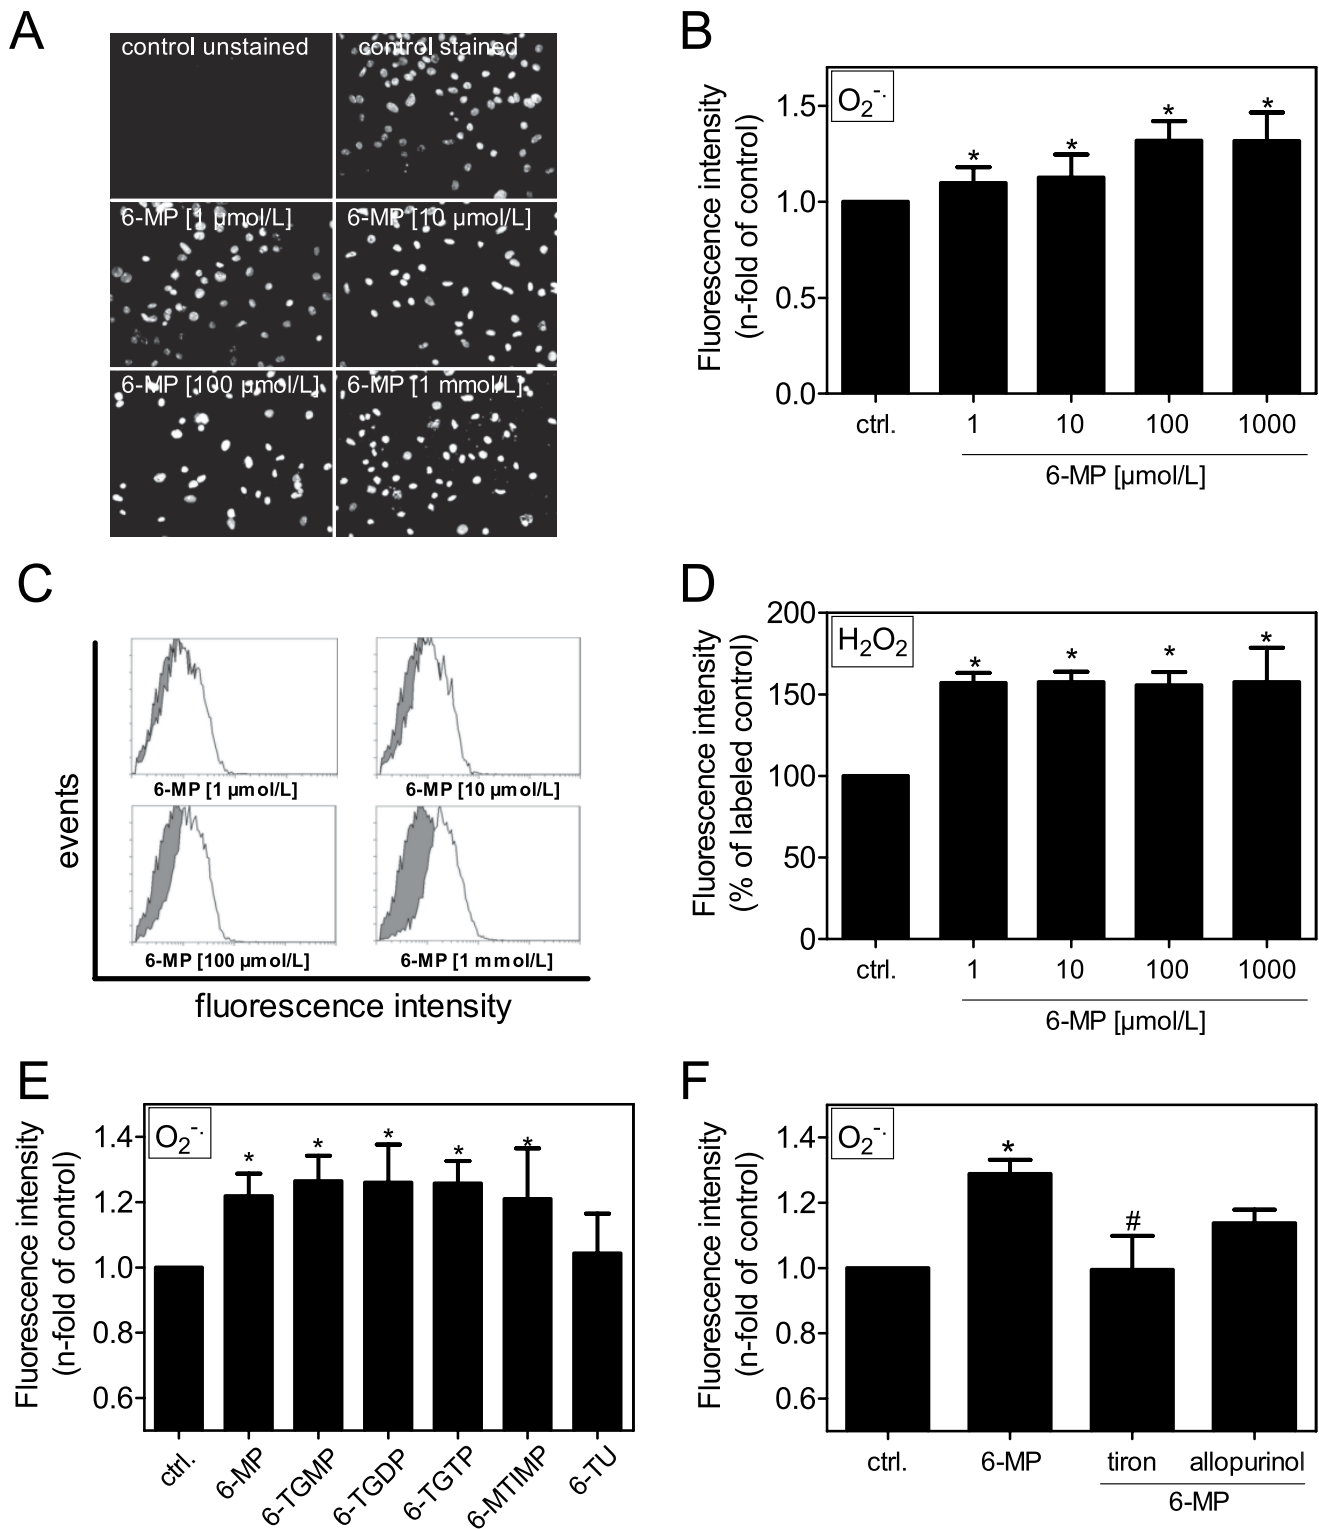 A
control unstained
control stained
6-MP [1 µmol/L]
6-MP [10 µmol/L]
6-MP [100 µmol/L]
6-MP [1 mmol/L]
B
Fluorescence intensity
(n-fold of control)
O₂⁻·
1.5
1.0
0.5
0.0
* * * *
ctrl. 1 10 100 1000
6-MP [µmol/L]
C
events
6-MP [1 µmol/L]
6-MP [10 µmol/L]
6-MP [100 µmol/L]
6-MP [1 mmol/L]
fluorescence intensity
D
Fluorescence intensity
(% of labeled control)
H₂O₂
200
150
100
50
0
* * * *
ctrl. 1 10 100 1000
6-MP [µmol/L]
E
Fluorescence intensity
(n-fold of control)
O₂⁻·
1.4
1.2
1.0
0.8
0.6
* * * * *
ctrl.
6-MP
6-TGMP
6-TGDP
6-TGTP
6-MTIMP
6-TU
F
Fluorescence intensity
(n-fold of control)
O₂⁻·
1.4
1.2
1.0
0.8
0.6
* #
ctrl. 6-MP tiron allopurinol
6-MP